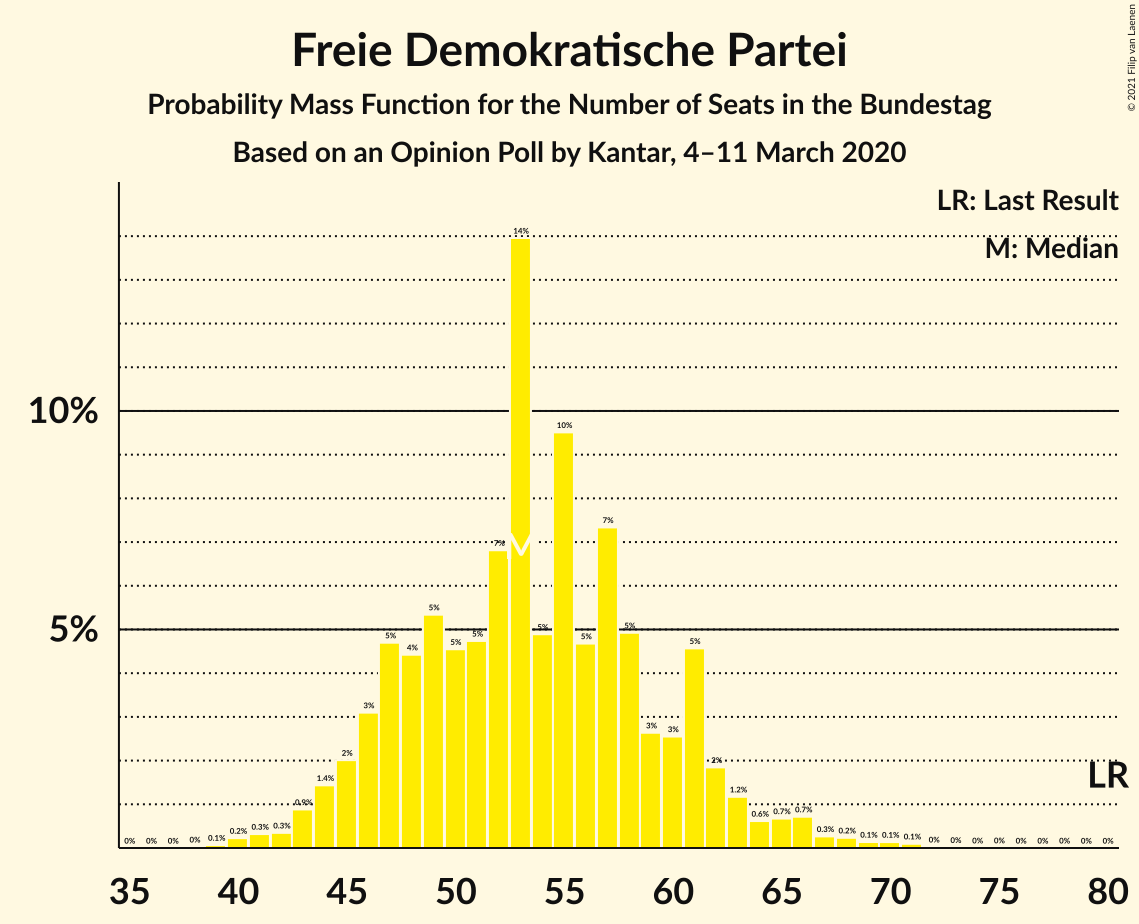 Freie Demokratische Partei
Probability Mass Function for the Number of Seats in the Bundestag
Based on an Opinion Poll by Kantar, 4–11 March 2020
© 2021 Filip van Laenen
LR: Last Result
M: Median
10%
5%
0% 0% 0% 0% 0.1% 0.2% 0.3% 0.3% 0.9% 1.4% 2% 3% 5% 4% 5% 5% 5% 7% 14% 5% 10% 5% 7% 5% 3% 3% 5% 2% 1.2% 0.6% 0.7% 0.7% 0.3% 0.2% 0.1% 0.1% 0.1% 0% 0% 0% 0% 0% 0% 0% 0% 0%
LR
35 40 45 50 55 60 65 70 75 80